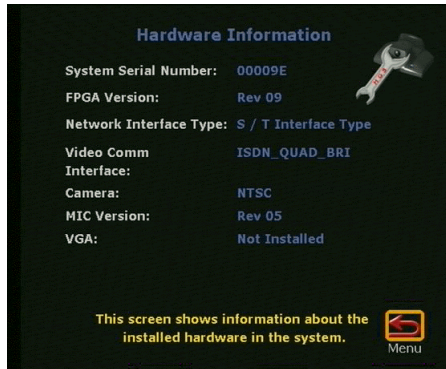 Hardware Information
System Serial Number: 00009E
FPGA Version: Rev 09
Network Interface Type: S / T Interface Type
Video Comm Interface: ISDN_QUAD_BRI
Camera: NTSC
MIC Version: Rev 05
VGA: Not Installed
This screen shows information about the
installed hardware in the system.
Menu